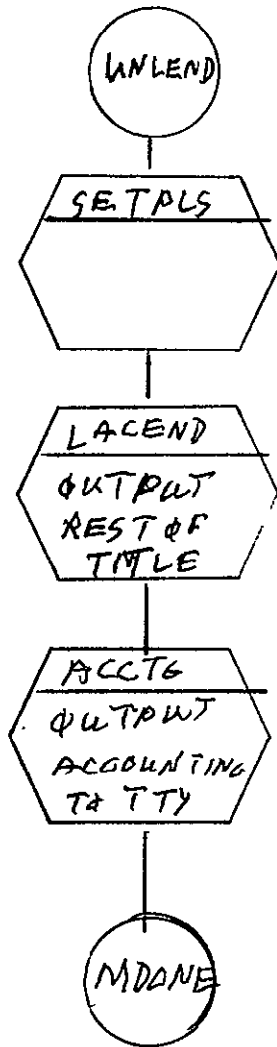 UNLEND
SETPLS
LACEND
OUTPUT
REST OF
TITLE
ACCTG
OUTPUT
ACCOUNTING
TO TTY
MDONE